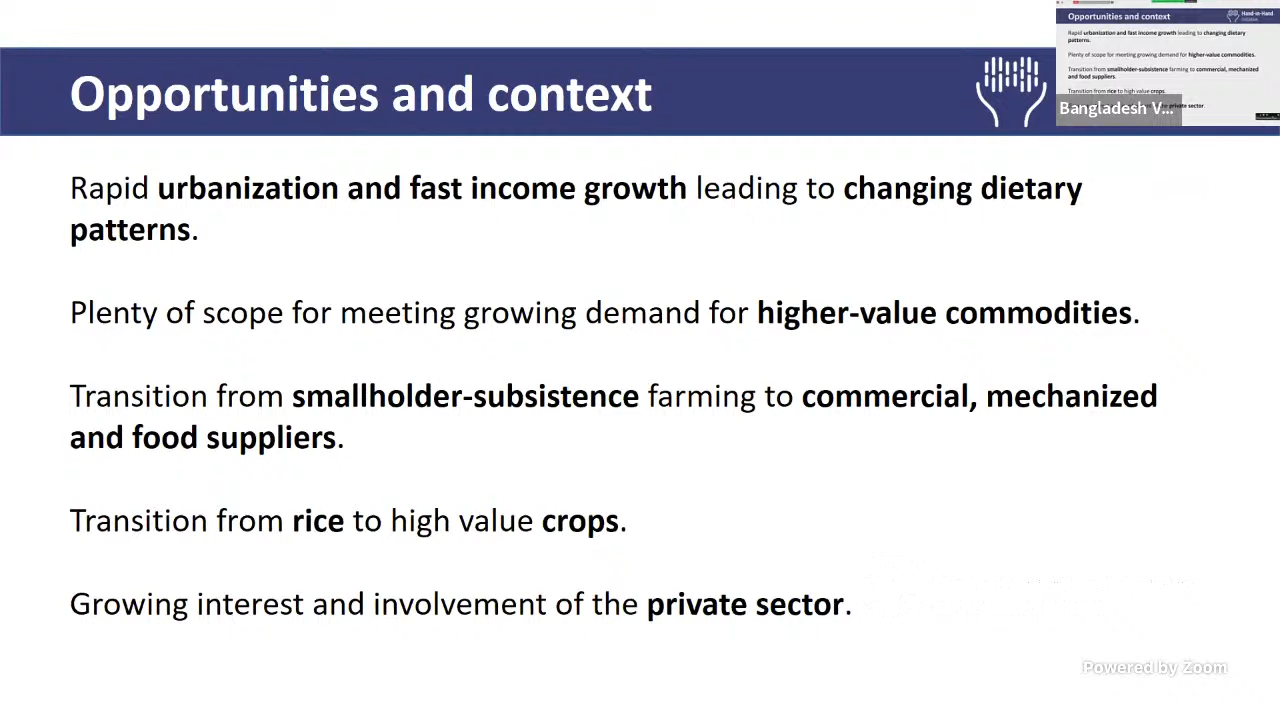 Opportunities and context
Rapid urbanization and fast income growth leading to changing dietary
patterns.
Plenty of scope for meeting growing demand for higher-value commodities.
Transition from smallholder-subsistence farming to commercial, mechanized
and food suppliers.
Transition from rice to high value crops.
Growing interest and involvement of the private sector.
Opportunities and context
Hand-in-Hand
Rapid urbanization and fast income growth leading to changing dietary
patterns.
Plenty of scope for meeting growing demand for higher-value commodities.
Transition from smallholder-subsistence farming to commercial, mechanized
and food suppliers.
Transition from rice to high value crops.
private sector.
Bangladesh V...
Powered by Zoom